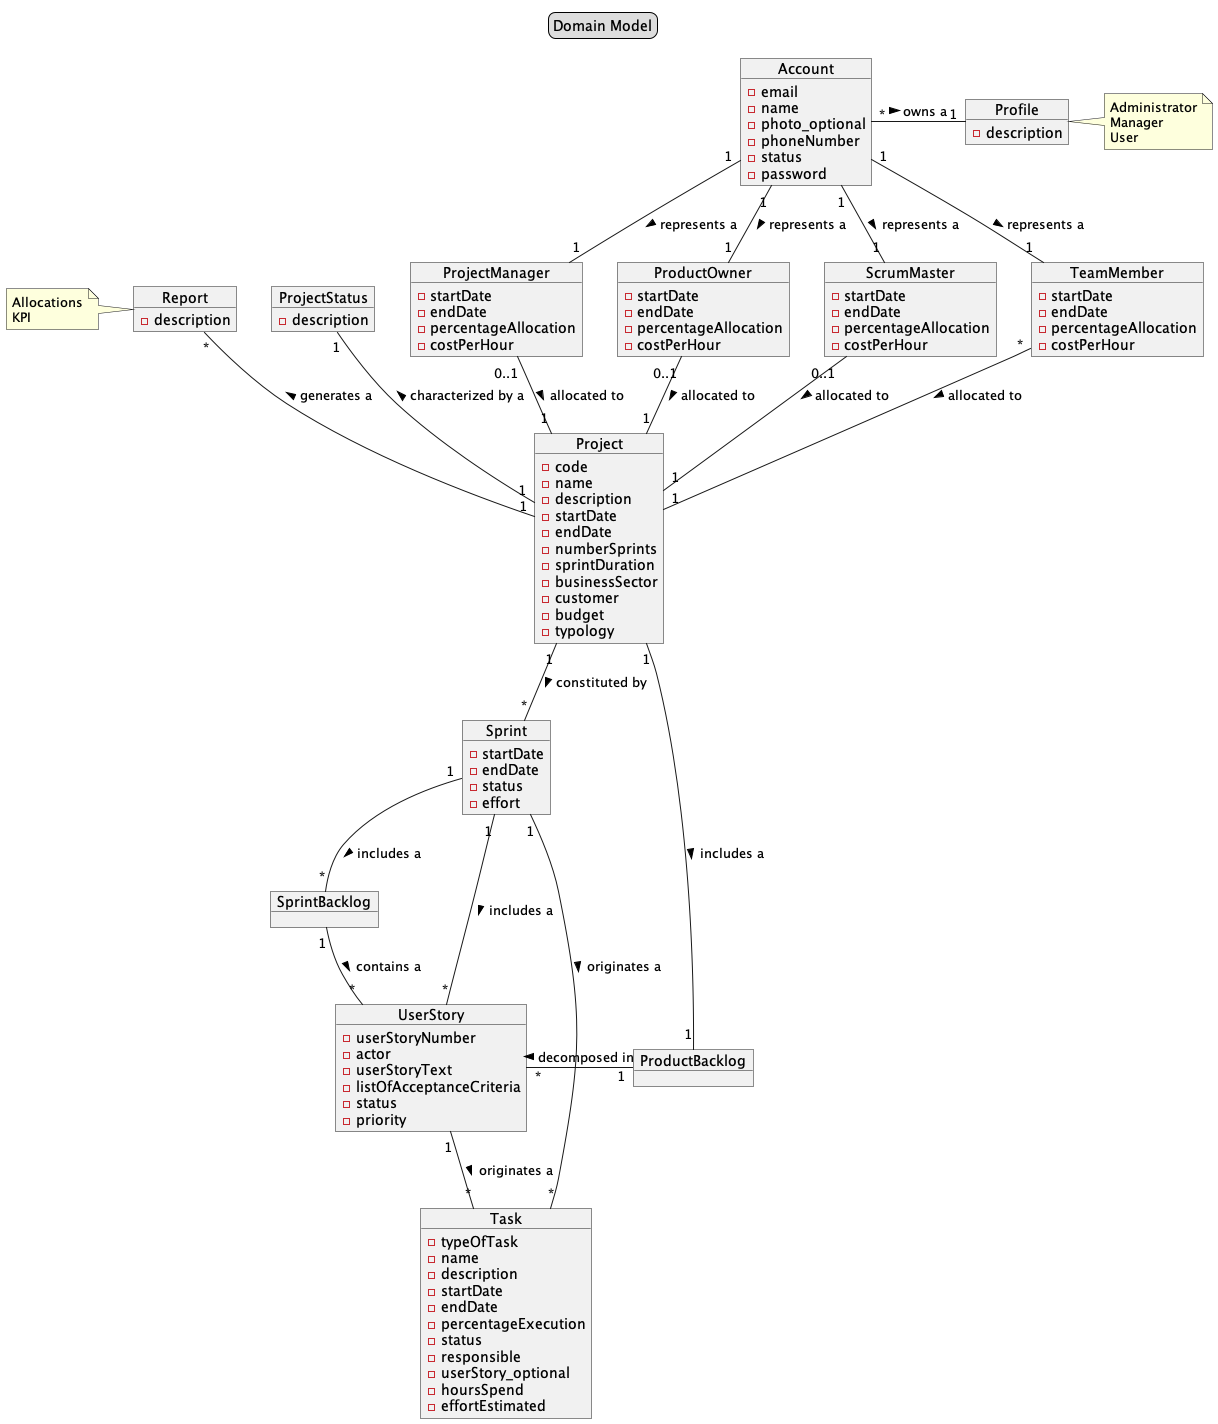 Domain Model
Account
email
name
photo_optional
phoneNumber
status
password
* owns a 1
Profile
description
Administrator
Manager
User
1
1
1
1
represents a
represents a
represents a
represents a
1
1
1
1
Allocations
KPI
Report
description
ProjectStatus
description
ProjectManager
startDate
endDate
percentageAllocation
costPerHour
ProductOwner
startDate
endDate
percentageAllocation
costPerHour
ScrumMaster
startDate
endDate
percentageAllocation
costPerHour
TeamMember
startDate
endDate
percentageAllocation
costPerHour
*
1
0..1
0..1
0..1
*
generates a
characterized by a
allocated to
allocated to
allocated to
allocated to
1
1
1
1
1
1
Project
code
name
description
startDate
endDate
numberSprints
sprintDuration
businessSector
customer
budget
typology
1
1
constituted by
*
Sprint
startDate
endDate
status
effort
1
1
1
includes a
includes a
*
SprintBacklog
includes a
1
contains a
originates a
*
*
1
UserStory
userStoryNumber
actor
userStoryText
listOfAcceptanceCriteria
status
priority
decomposed in
* 1
ProductBacklog
1
originates a
*
*
Task
typeOfTask
name
description
startDate
endDate
percentageExecution
status
responsible
userStory_optional
hoursSpend
effortEstimated